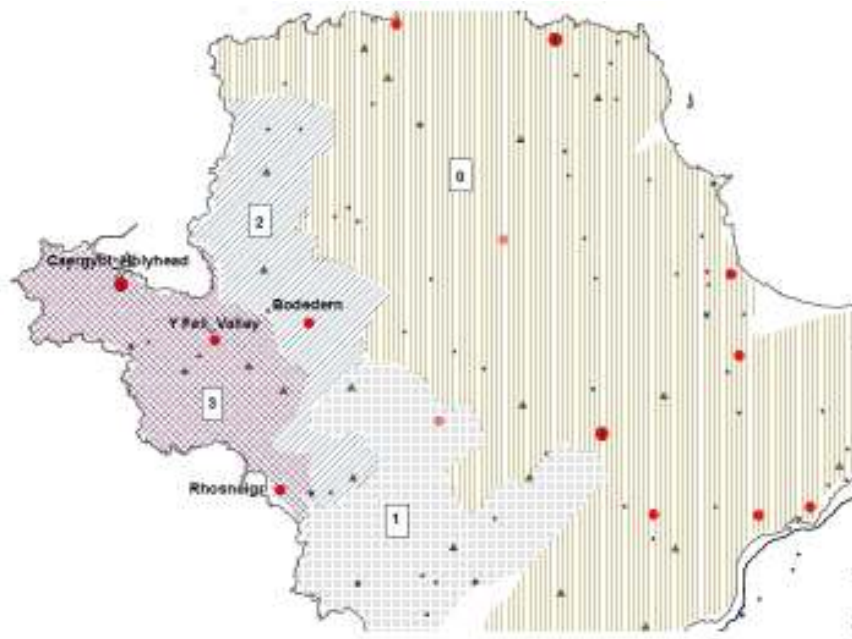 0
2
Caergybi_Holyhead
Bodedern
Y Fali_Valley
3
Rhosneigr
1